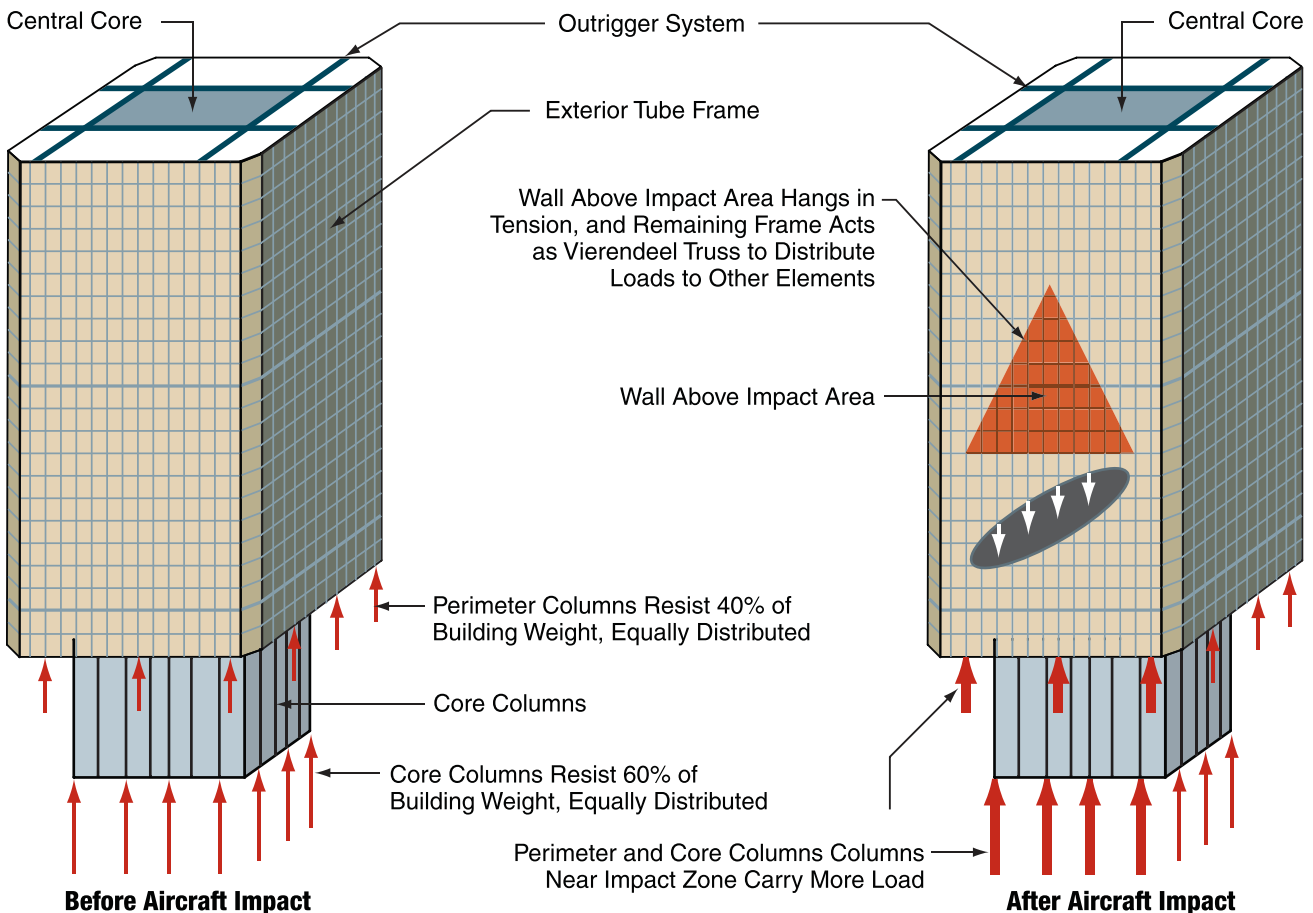 Central Core
Outrigger System
Central Core
Exterior Tube Frame
Wall Above Impact Area Hangs in
Tension, and Remaining Frame Acts
as Vierendeel Truss to Distribute
Loads to Other Elements
Wall Above Impact Area
Perimeter Columns Resist 40% of
Building Weight, Equally Distributed
Core Columns
Core Columns Resist 60% of
Building Weight, Equally Distributed
Perimeter and Core Columns Columns
Near Impact Zone Carry More Load
Before Aircraft Impact
After Aircraft Impact